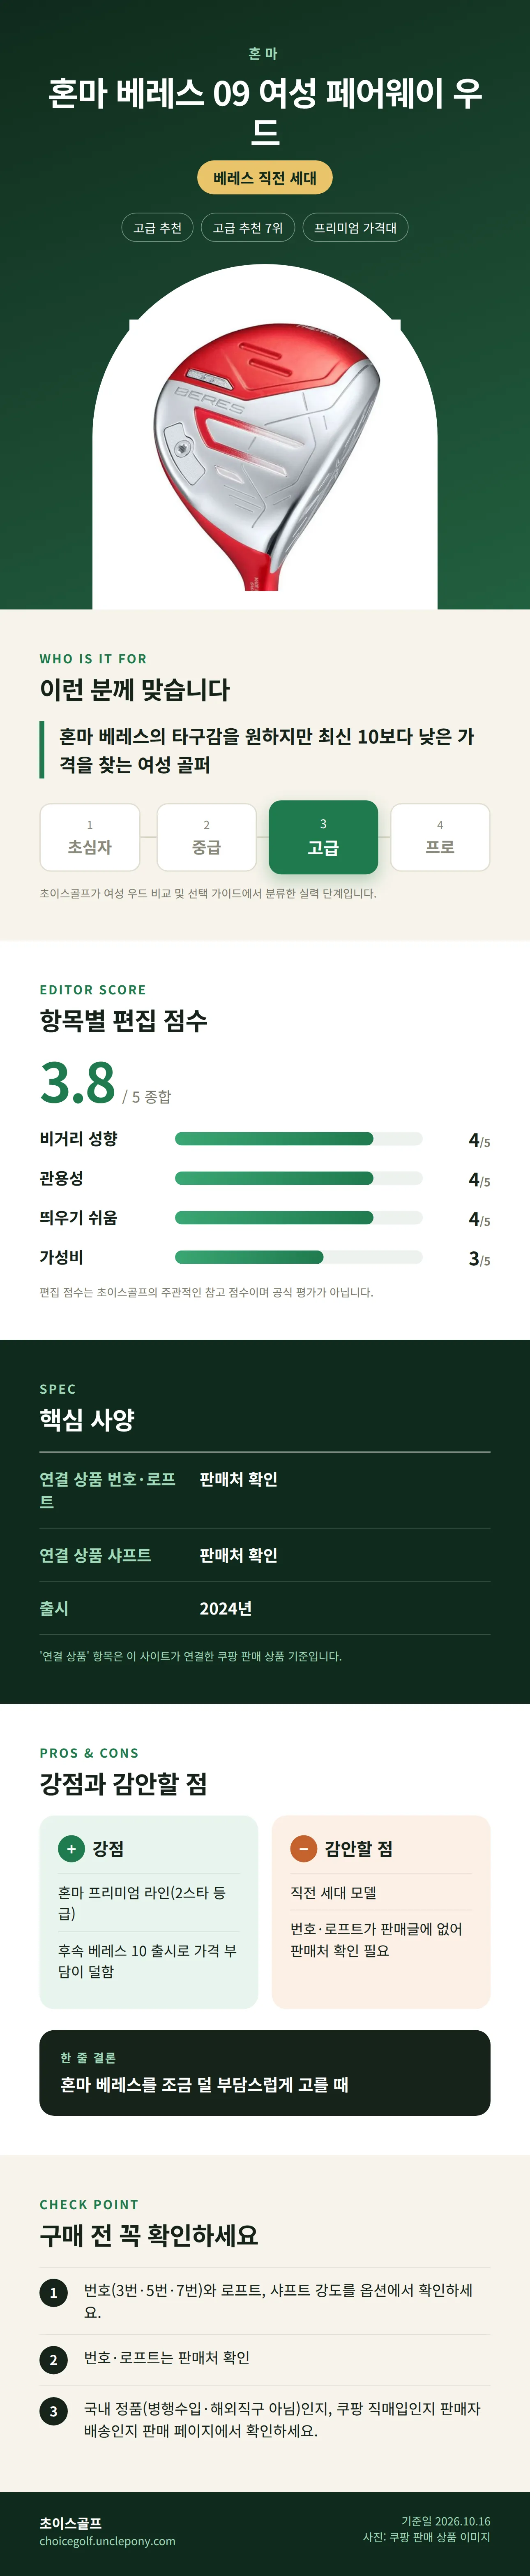 혼마
혼마 베레스 09 여성 페어웨이 우
드
베레스 직전 세대
고급 추천
고급 추천 7위
프리미엄 가격대
BERES
WHO IS IT FOR
이런 분께 맞습니다
혼마 베레스의 타구감을 원하지만 최신 10보다 낮은 가
격을 찾는 여성 골퍼
1
초심자
2
중급
3
고급
4
프로
초이스골프가 여성 우드 비교 및 선택 가이드에서 분류한 실력 단계입니다.
EDITOR SCORE
항목별 편집 점수
3.8 / 5 종합
비거리 성향 4/5
관용성 4/5
띄우기 쉬움 4/5
가성비 3/5
편집 점수는 초이스골프의 주관적인 참고 점수이며 공식 평가가 아닙니다.
SPEC
핵심 사양
연결 상품 번호·로프
트
판매처 확인
연결 상품 샤프트 판매처 확인
출시 2024년
'연결 상품' 항목은 이 사이트가 연결한 쿠팡 판매 상품 기준입니다.
PROS & CONS
강점과 감안할 점
+ 강점
혼마 프리미엄 라인(2스타 등
급)
후속 베레스 10 출시로 가격 부
담이 덜함
− 감안할 점
직전 세대 모델
번호·로프트가 판매글에 없어
판매처 확인 필요
한 줄 결론
혼마 베레스를 조금 덜 부담스럽게 고를 때
CHECK POINT
구매 전 꼭 확인하세요
1 번호(3번·5번·7번)와 로프트, 샤프트 강도를 옵션에서 확인하세
요.
2 번호·로프트는 판매처 확인
3 국내 정품(병행수입·해외직구 아님)인지, 쿠팡 직매입인지 판매자
배송인지 판매 페이지에서 확인하세요.
초이스골프
choicegolf.unclepony.com
기준일 2026.10.16
사진: 쿠팡 판매 상품 이미지